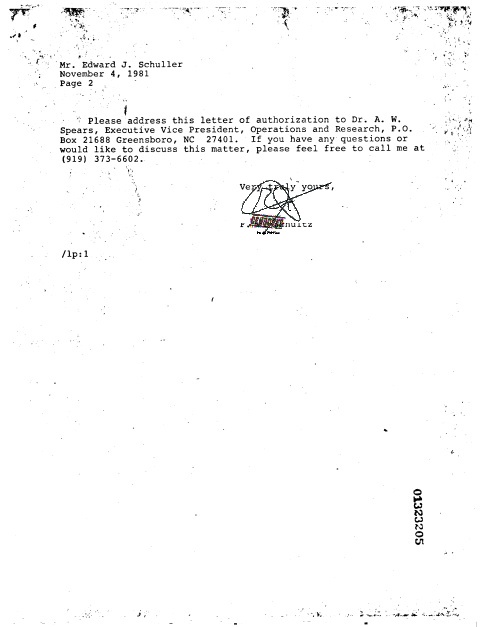 Mr. Edward J. Schuller
November 4, 1981
Page 2
Please address this letter of authorization to Dr. A. W.
Spears, Executive Vice President, Operations and Research, P.O.
Box 21688 Greensboro, NC 27401. If you have any questions or
would like to discuss this matter, please feel free to call me at
(919) 373-6602.
Very truly yours,
/lp:1
01323205